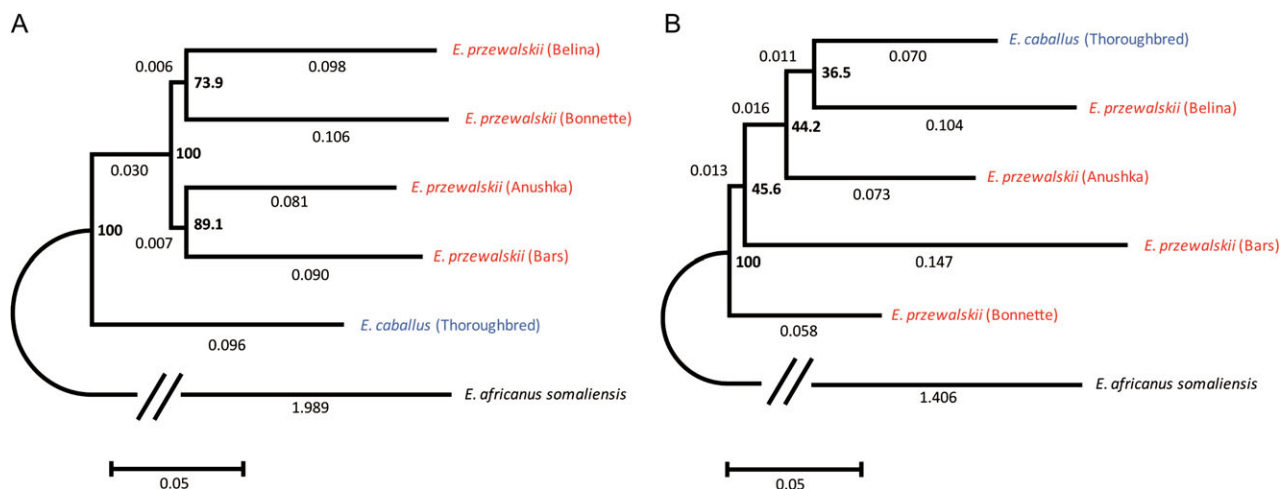 A
E. przewalskii (Belina)
0.006
0.098
73.9
E. przewalskii (Bonnette)
0.106
0.030
100
E. przewalskii (Anushka)
0.081
100
89.1
0.007
E. przewalskii (Bars)
0.090
E. caballus (Thoroughbred)
0.096
E. africanus somaliensis
1.989
0.05
B
E. caballus (Thoroughbred)
0.011
0.070
36.5
0.016
E. przewalskii (Belina)
0.104
44.2
0.013
E. przewalskii (Anushka)
0.073
45.6
E. przewalskii (Bars)
0.147
100
E. przewalskii (Bonnette)
0.058
E. africanus somaliensis
1.406
0.05